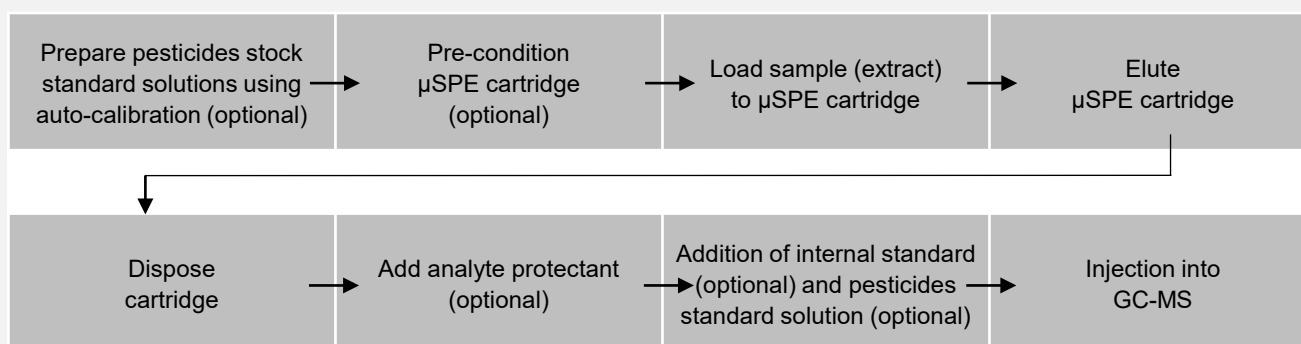 Prepare pesticides stock
standard solutions using
auto-calibration (optional)
Pre-condition
µSPE cartridge
(optional)
Load sample (extract)
to µSPE cartridge
Elute
µSPE cartridge
Dispose
cartridge
Add analyte protectant
(optional)
Addition of internal standard
(optional) and pesticides
standard solution (optional)
Injection into
GC-MS